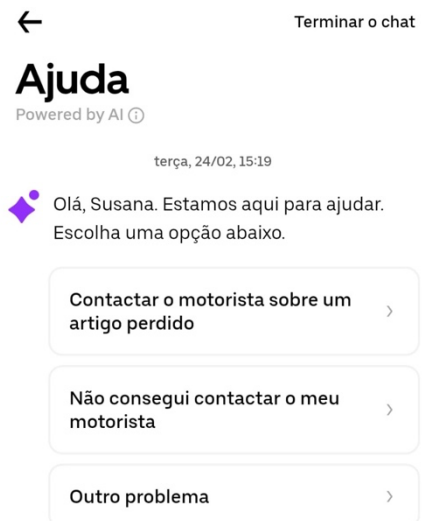 Terminar o chat
Ajuda
Powered by AI
terça, 24/02, 15:19
Olá, Susana. Estamos aqui para ajudar.
Escolha uma opção abaixo.
Contactar o motorista sobre um
artigo perdido
Não consegui contactar o meu
motorista
Outro problema